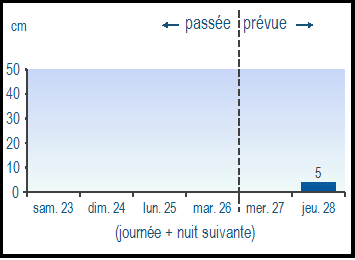 passée prévue
cm
50
40
30
20
10
0
5
sam. 23 dim. 24 lun. 25 mar. 26 mer. 27 jeu. 28
(journée + nuit suivante)